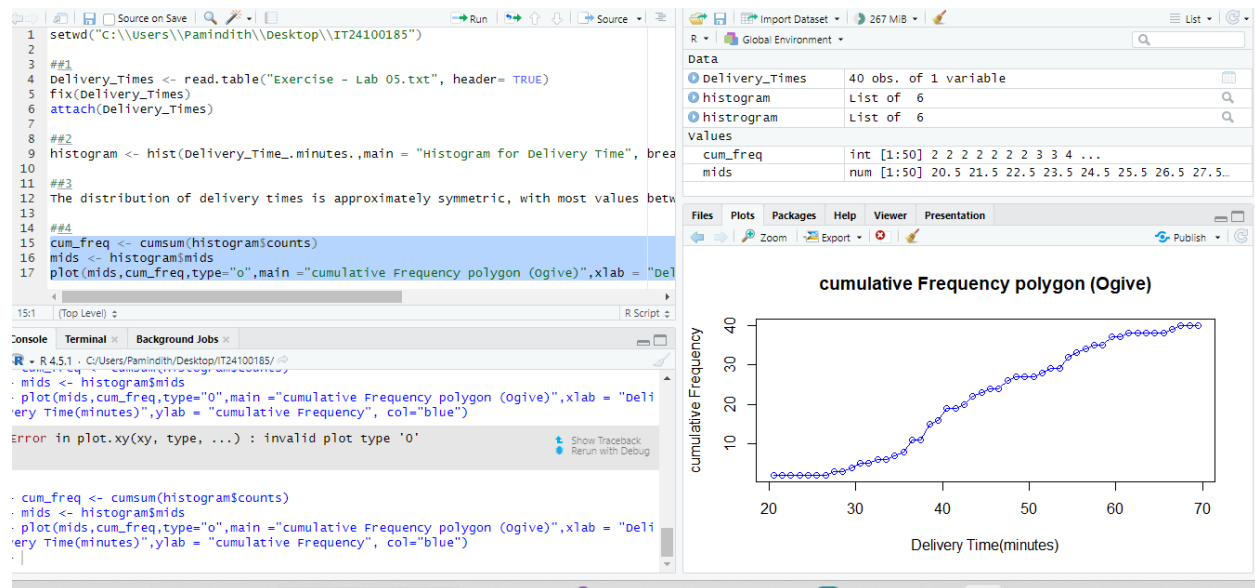 Source on Save
Run
Source
1 setwd("C:\\Users\\Pamindith\\Desktop\\IT24100185")
2
3 ##1
4 Delivery_Times <- read.table("Exercise - Lab 05.txt", header= TRUE)
5 fix(Delivery_Times)
6 attach(Delivery_Times)
7
8 ##2
9 histogram <- hist(Delivery_Time_.minutes.,main = "Histogram for Delivery Time", brea
10
11 ##3
12 The distribution of delivery times is approximately symmetric, with most values betw
13
14 ##4
15 cum_freq <- cumsum(histogram$counts)
16 mids <- histogram$mids
17 plot(mids,cum_freq,type="o",main ="cumulative Frequency polygon (Ogive)",xlab = "Del
15:1 (Top Level) R Script
Console Terminal Background Jobs
R 4.5.1 · C:/Users/Pamindith/Desktop/IT24100185/
mids <- histogram$mids
plot(mids,cum_freq,type="O",main ="cumulative Frequency polygon (Ogive)",xlab = "Deli
very Time(minutes)",ylab = "cumulative Frequency", col="blue")
Error in plot.xy(xy, type, ...) : invalid plot type 'O'
Show Traceback
Rerun with Debug
cum_freq <- cumsum(histogram$counts)
mids <- histogram$mids
plot(mids,cum_freq,type="o",main ="cumulative Frequency polygon (Ogive)",xlab = "Deli
very Time(minutes)",ylab = "cumulative Frequency", col="blue")
Import Dataset 267 MiB List
R Global Environment
Data
Delivery_Times 40 obs. of 1 variable
histogram List of 6
histrogram List of 6
Values
cum_freq int [1:50] 2 2 2 2 2 2 2 3 3 4 ...
mids num [1:50] 20.5 21.5 22.5 23.5 24.5 25.5 26.5 27.5…
Files Plots Packages Help Viewer Presentation
Zoom Export Publish
cumulative Frequency polygon (Ogive)
cumulative Frequency
40
30
20
10
20 30 40 50 60 70
Delivery Time(minutes)